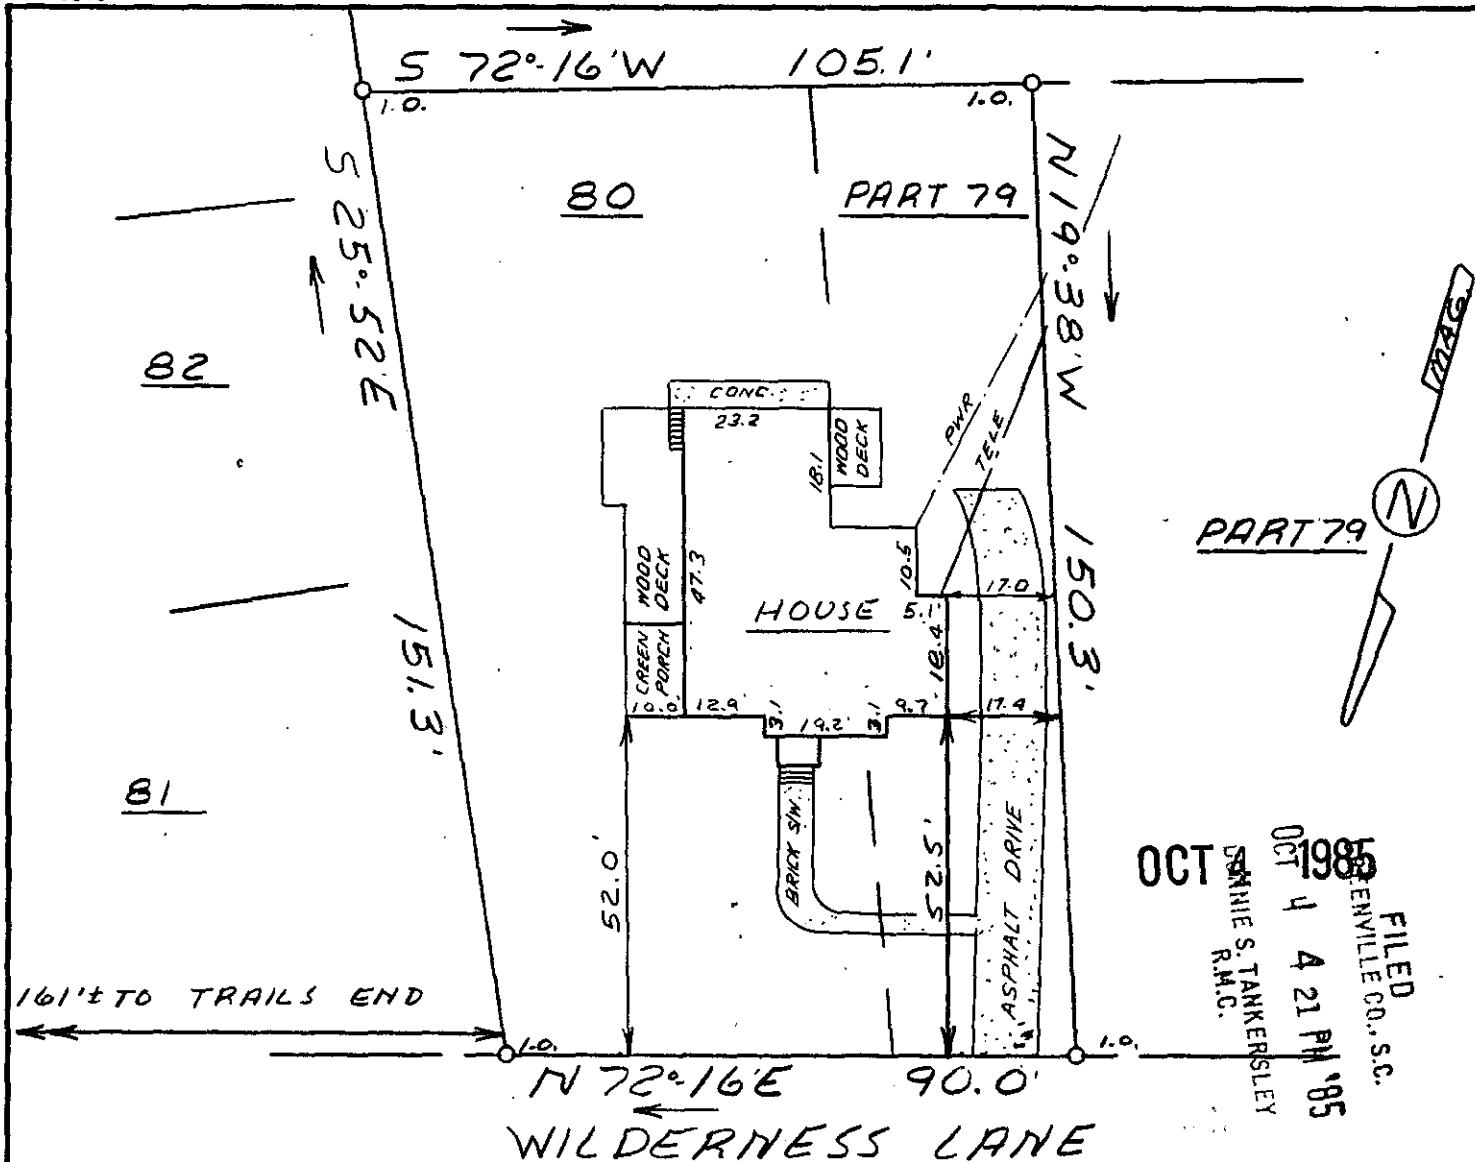 S 72°-16'W 105.1'
I.O.
I.O.
S 25°-52'E
151.3'
N 19°-38'W
150.3'
80
PART 79
82
81
PART 79
MAG.
N
CONC.
23.2
WOOD
DECK
18.1
PWR
TELE
10.5
17.0
5.1
HOUSE
47.3
WOOD
DECK
CREEN
PORCH
18.4
10.0 12.9
3.1
19.2'
3.1
9.7'
17.4
BRICK S/W
52.0'
52.5'
ASPHALT DRIVE
161'± TO TRAILS END
I.O.
I.O.
N 72°-16'E 90.0'
WILDERNESS LANE
OCT 1985
FILED
GREENVILLE CO., S.C.
OCT 4 4 21 PM '85
DONNIE S. TANKERSLEY
R.M.C.